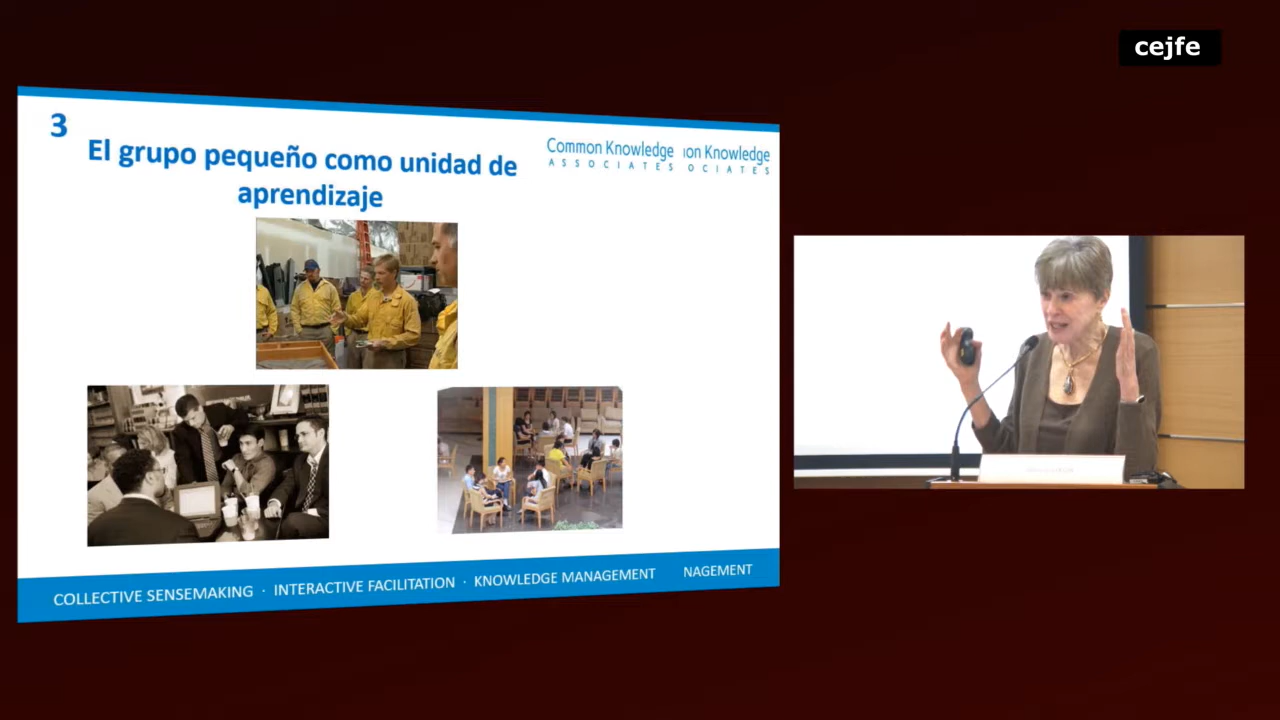 cejfe
3
El grupo pequeño como unidad de
aprendizaje
Common Knowledge
ASSOCIATES
ion Knowledge
OCIATES
COLLECTIVE SENSEMAKING · INTERACTIVE FACILITATION · KNOWLEDGE MANAGEMENT
NAGEMENT